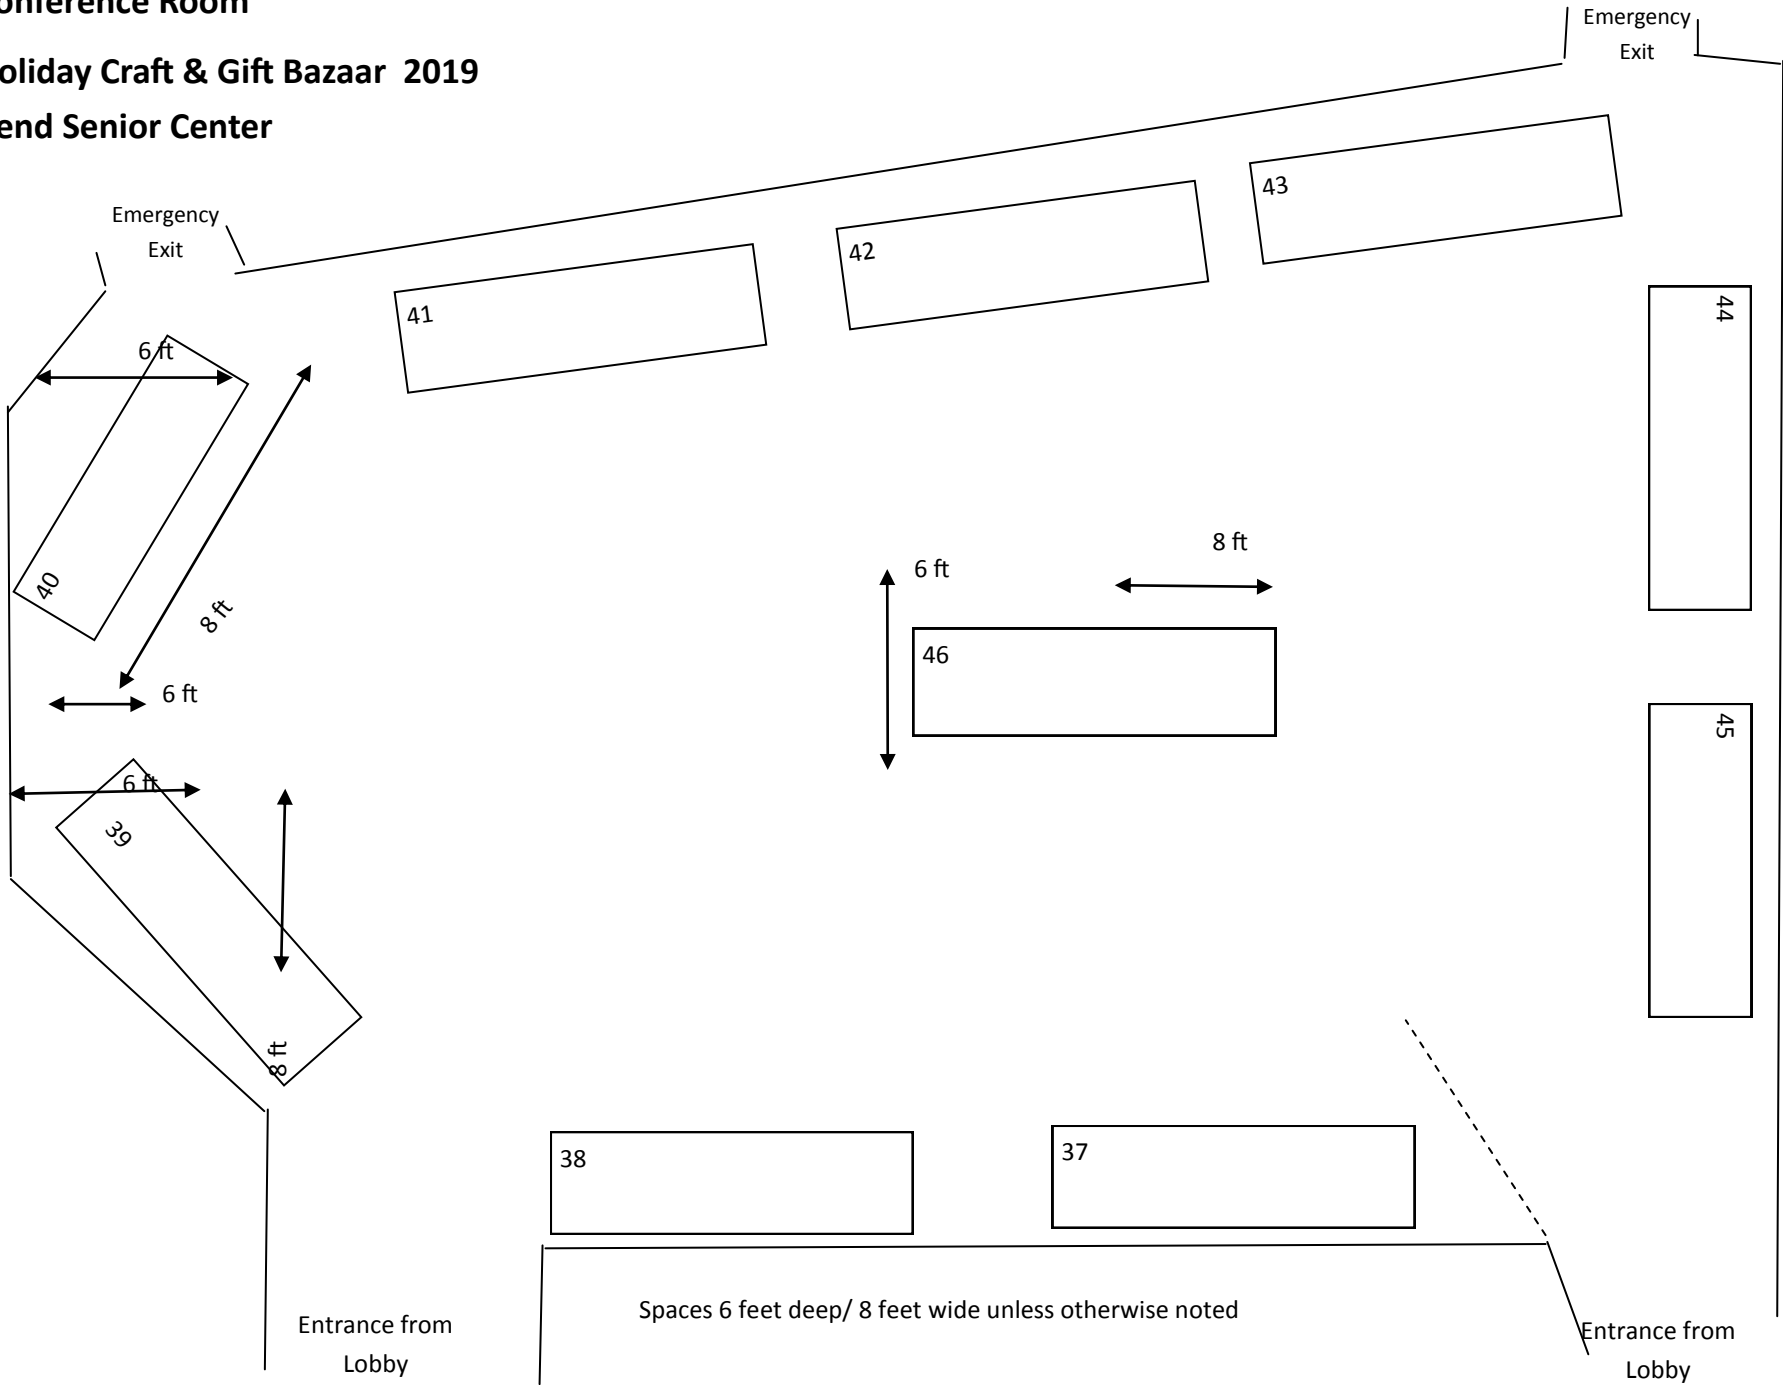 onference Room
oliday Craft & Gift Bazaar 2019
end Senior Center
Emergency
Exit
Emergency
Exit
43
42
41
44
6 ft
40
8 ft
8 ft
6 ft
46
6 ft
45
6 ft
39
8 ft
38
37
Spaces 6 feet deep/ 8 feet wide unless otherwise noted
Entrance from
Lobby
Entrance from
Lobby